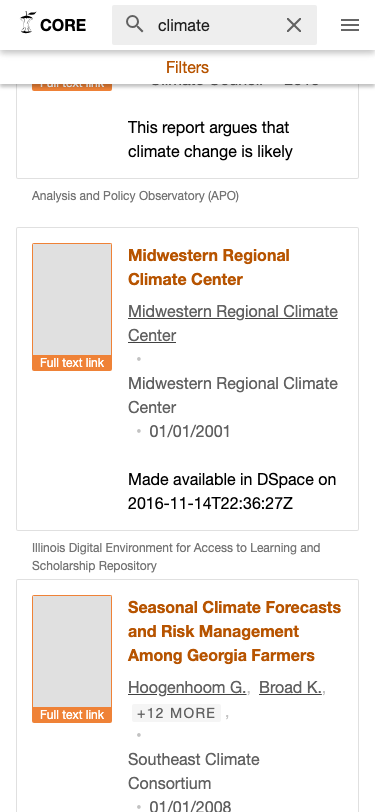 CORE
climate
Filters
Full text link
This report argues that
climate change is likely
Analysis and Policy Observatory (APO)
Midwestern Regional
Climate Center
Midwestern Regional Climate
Center
Midwestern Regional Climate
Center
• 01/01/2001
Full text link
Made available in DSpace on
2016-11-14T22:36:27Z
Illinois Digital Environment for Access to Learning and
Scholarship Repository
Seasonal Climate Forecasts
and Risk Management
Among Georgia Farmers
Hoogenhoom G., Broad K.,
+12 MORE ,
Full text link
Southeast Climate
Consortium
• 01/01/2008